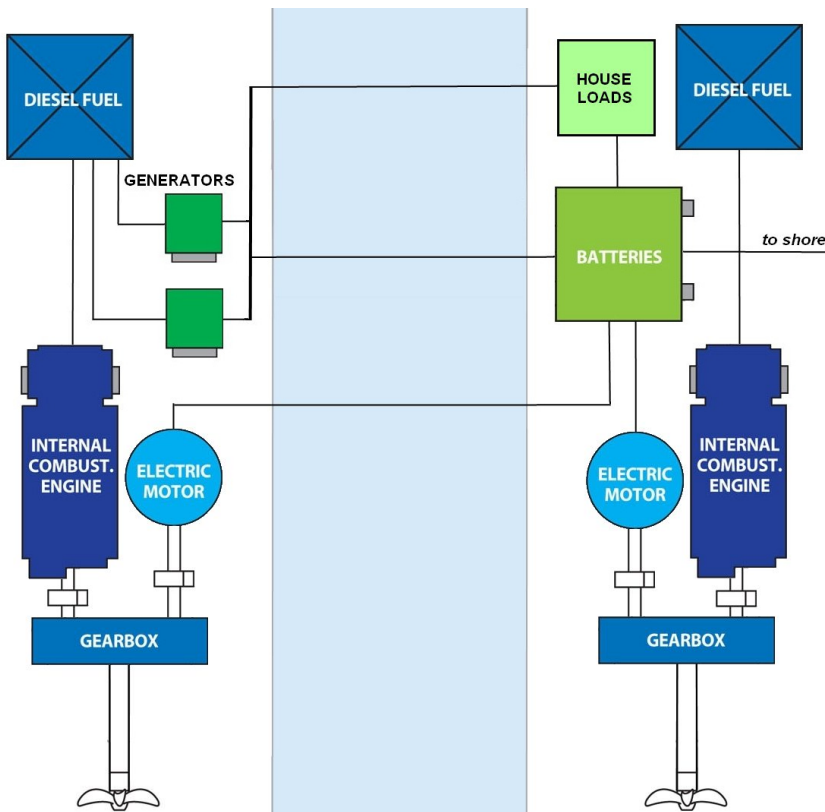 DIESEL FUEL
GENERATORS
INTERNAL
COMBUST.
ENGINE
ELECTRIC
MOTOR
GEARBOX
HOUSE
LOADS
DIESEL FUEL
BATTERIES
to shore
ELECTRIC
MOTOR
INTERNAL
COMBUST.
ENGINE
GEARBOX